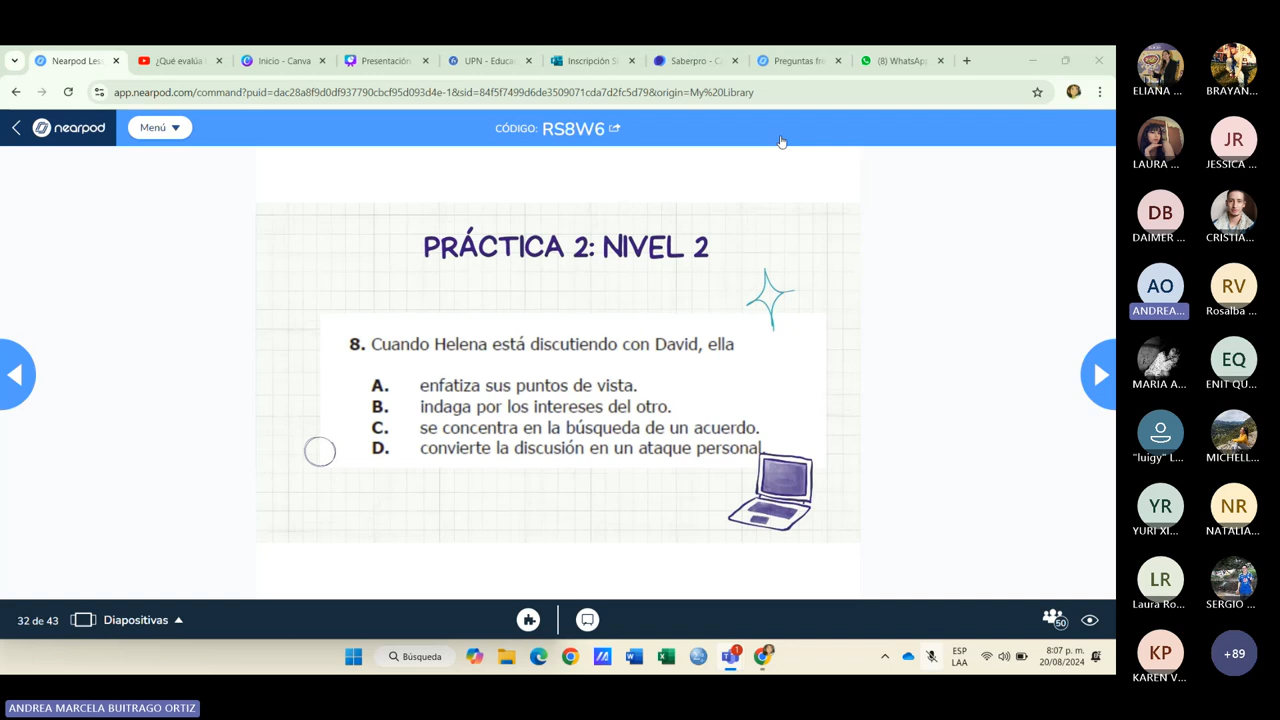 Nearpod Les
¿Qué evalúa l
Inicio - Canva
Presentación
UPN - Educa
Inscripción Si
Saberpro - C
Preguntas fre
(8) WhatsApp
app.nearpod.com/command?puid=dac28a8f9d0df937790cbcf95d093d4e-1&sid=84f5f7499d6de3509071cda7d2fc5d79&origin=My%20Library
nearpod
Menú
CÓDIGO: RS8W6
PRÁCTICA 2: NIVEL 2
8. Cuando Helena está discutiendo con David, ella
A. enfatiza sus puntos de vista.
B. indaga por los intereses del otro.
C. se concentra en la búsqueda de un acuerdo.
D. convierte la discusión en un ataque personal.
32 de 43
Diapositivas
50
Búsqueda
1
ESP
LAA
8:07 p. m.
20/08/2024
ELIANA ...
BRAYAN...
LAURA ...
JR
JESSICA ...
DB
DAIMER ...
CRISTIA...
AO
ANDREA...
RV
Rosalba ...
MARIA A...
EQ
ENIT QU...
"luigy" L...
MICHELL...
YR
YURI XI...
NR
NATALIA...
LR
Laura Ro...
SERGIO ...
KP
KAREN V...
+89
ANDREA MARCELA BUITRAGO ORTIZ